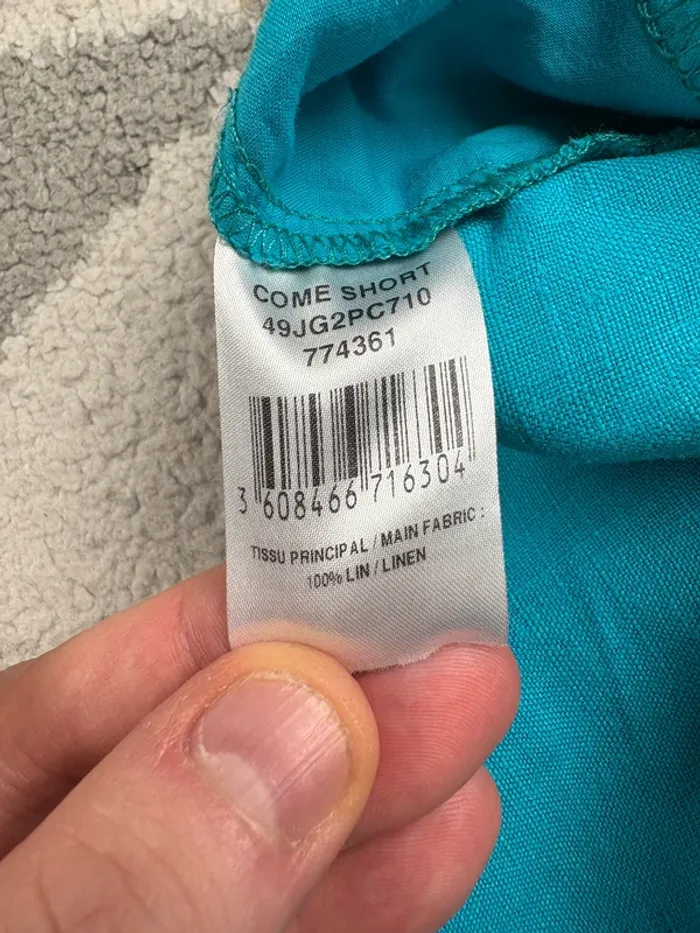 COME SHORT
49JG2PC710
774361
3 608466 716304
TISSU PRINCIPAL / MAIN FABRIC :
100% LIN / LINEN